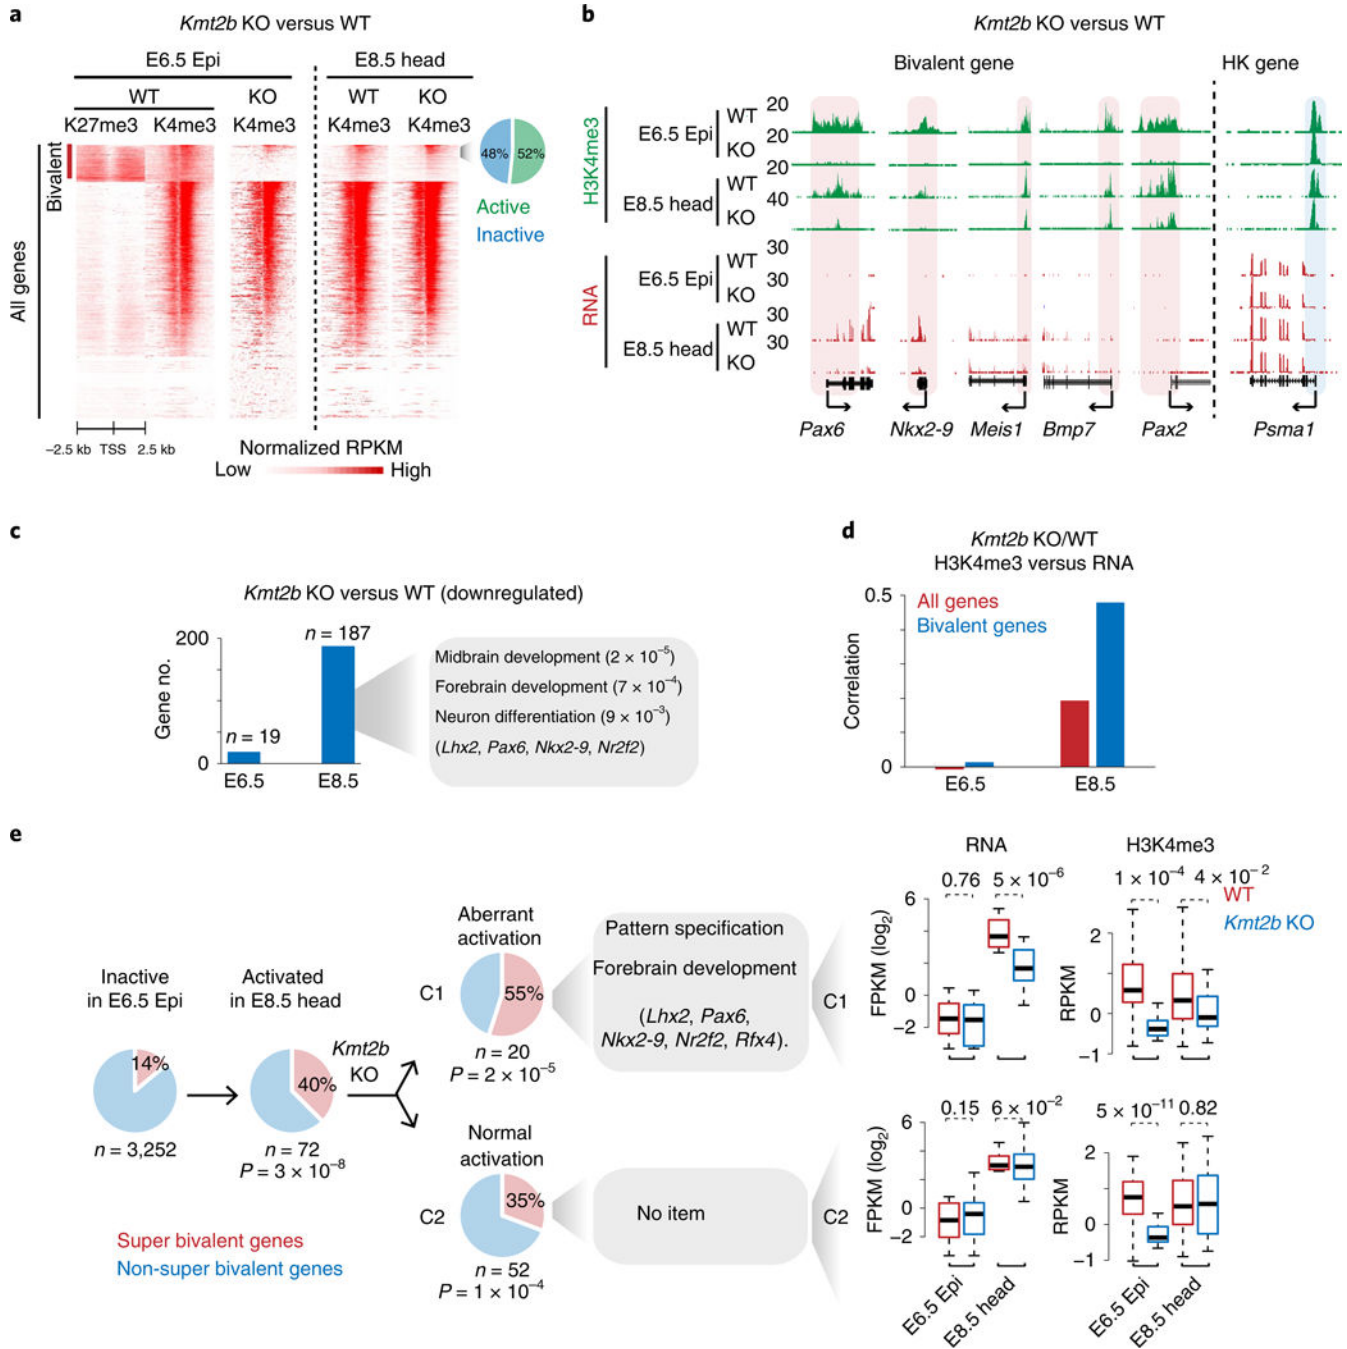 a
Kmt2b KO versus WT
E6.5 Epi
E8.5 head
WT
KO
WT
KO
K27me3
K4me3
K4me3
K4me3
K4me3
Bivalent
All genes
48%
52%
Active
Inactive
−2.5 kb
TSS
2.5 kb
Normalized RPKM
Low
High
b
Kmt2b KO versus WT
Bivalent gene
HK gene
H3K4me3
E6.5 Epi
WT
20
KO
20
E8.5 head
WT
KO
40
RNA
E6.5 Epi
WT
30
KO
30
E8.5 head
WT
30
KO
30
Pax6
Nkx2-9
Meis1
Bmp7
Pax2
Psma1
c
Kmt2b KO versus WT (downregulated)
Gene no.
200
0
n = 19
n = 187
E6.5
E8.5
Midbrain development (2 × 10⁻⁵)
Forebrain development (7 × 10⁻⁴)
Neuron differentiation (9 × 10⁻³)
(Lhx2, Pax6, Nkx2-9, Nr2f2)
d
Kmt2b KO/WT
H3K4me3 versus RNA
Correlation
0.5
0
All genes
Bivalent genes
E6.5
E8.5
e
Inactive
in E6.5 Epi
14%
n = 3,252
Activated
in E8.5 head
40%
n = 72
P = 3 × 10⁻⁸
Kmt2b
KO
Super bivalent genes
Non-super bivalent genes
Aberrant
activation
C1
55%
n = 20
P = 2 × 10⁻⁵
Pattern specification
Forebrain development
(Lhx2, Pax6,
Nkx2-9, Nr2f2, Rfx4).
C1
Normal
activation
C2
35%
n = 52
P = 1 × 10⁻⁴
No item
C2
RNA
H3K4me3
WT
Kmt2b KO
FPKM (log₂)
6
0
−2
0.76
5 × 10⁻⁶
RPKM
2
0
−1
1 × 10⁻⁴
4 × 10⁻²
FPKM (log₂)
6
0
−2
0.15
6 × 10⁻²
E6.5 Epi
E8.5 head
RPKM
2
0
−1
5 × 10⁻¹¹
0.82
E6.5 Epi
E8.5 head